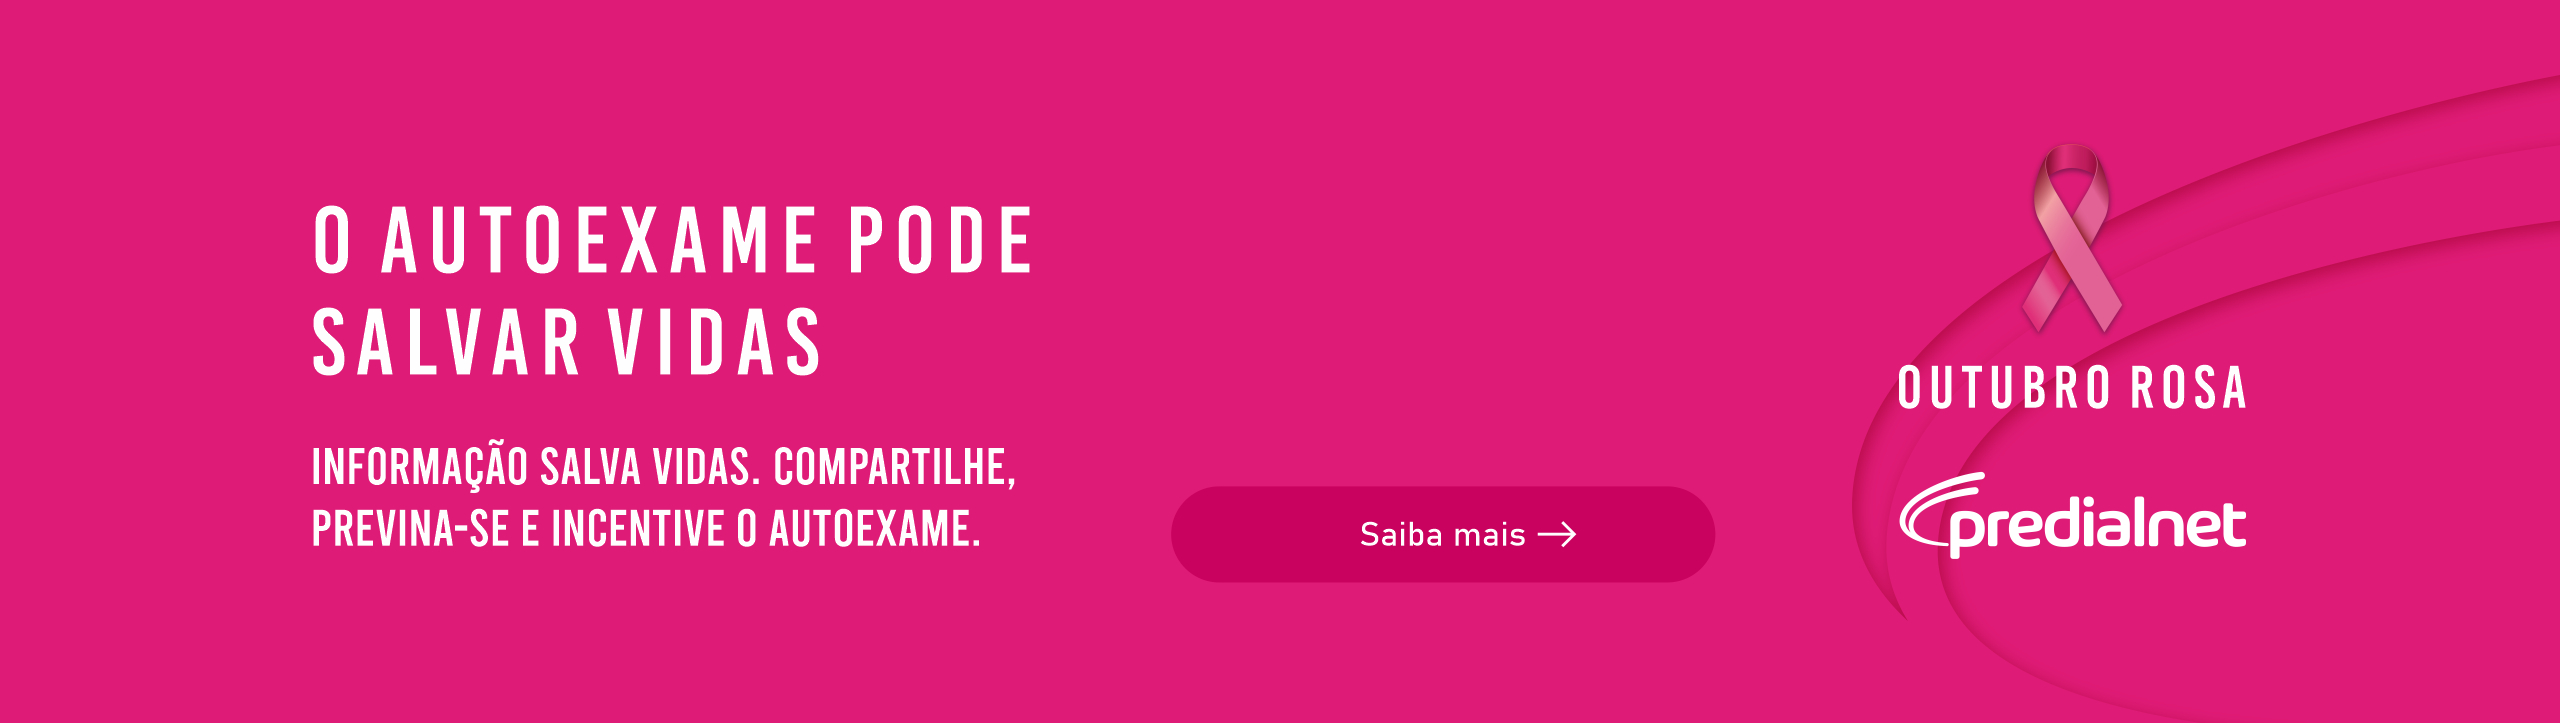 O AUTOEXAME PODE
SALVAR VIDAS
INFORMAÇÃO SALVA VIDAS. COMPARTILHE,
PREVINA-SE E INCENTIVE O AUTOEXAME.
Saiba mais →
OUTUBRO ROSA
predialnet